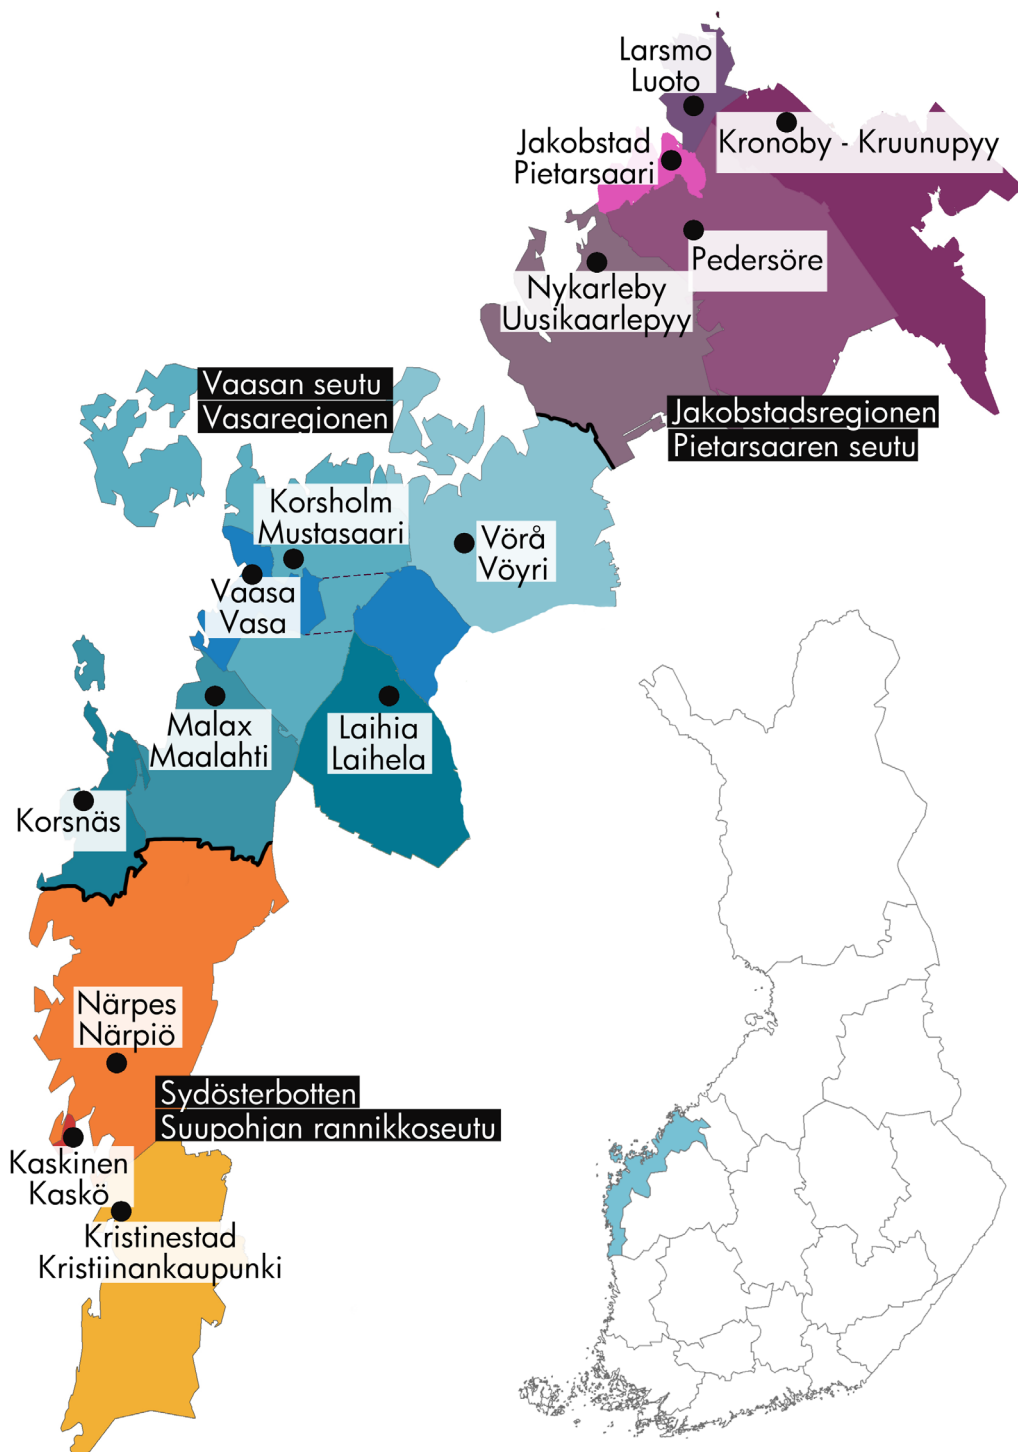 Larsmo
Luoto
Kronoby - Kruunupyy
Jakobstad
Pietarsaari
Pedersöre
Nykarleby
Uusikaarlepyy
Vaasan seutu
Vasaregionen
Jakobstadsregionen
Pietarsaaren seutu
Korsholm
Mustasaari
Vörå
Vöyri
Vaasa
Vasa
Malax
Maalahti
Laihia
Laihela
Korsnäs
Närpes
Närpiö
Sydösterbotten
Suupohjan rannikkoseutu
Kaskinen
Kaskö
Kristinestad
Kristiinankaupunki